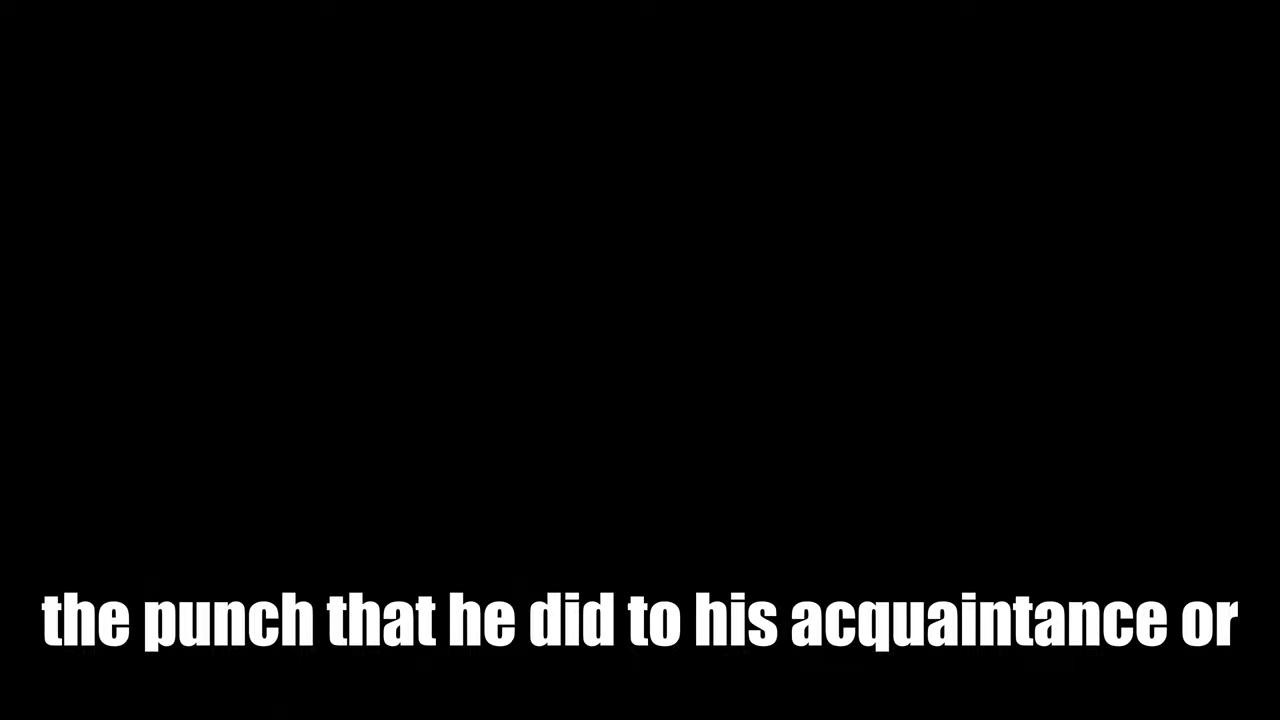 the punch that he did to his acquaintance or